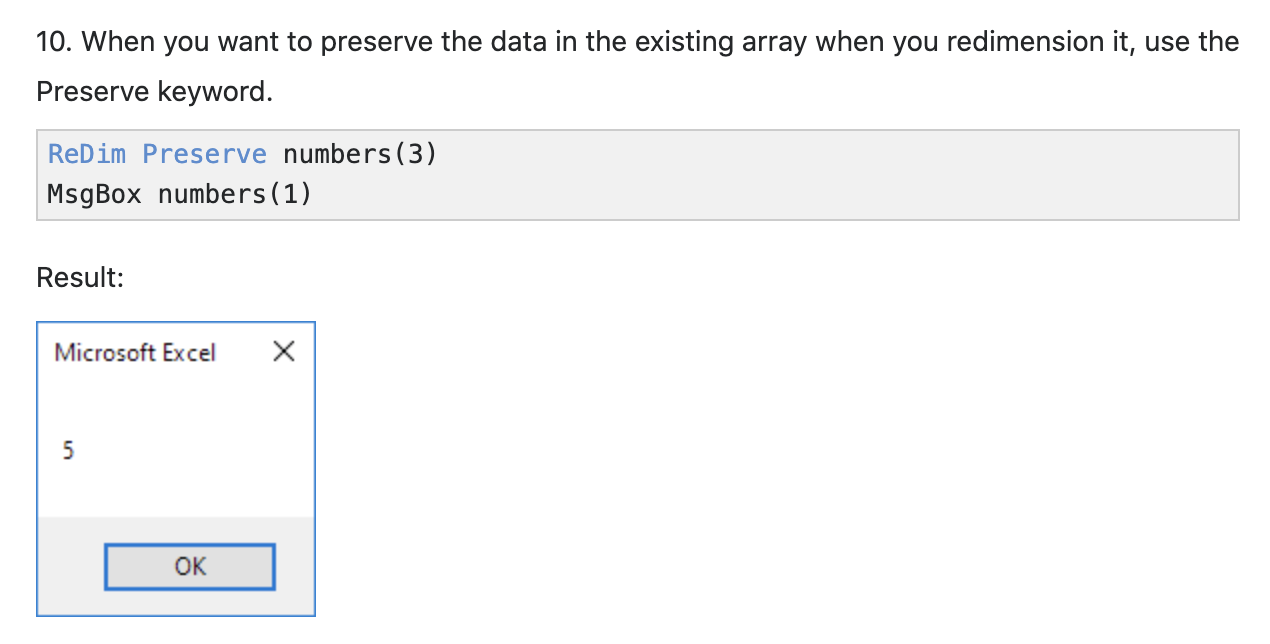 10. When you want to preserve the data in the existing array when you redimension it, use the
Preserve keyword.
ReDim Preserve numbers(3)
MsgBox numbers(1)
Result:
Microsoft Excel
5
OK